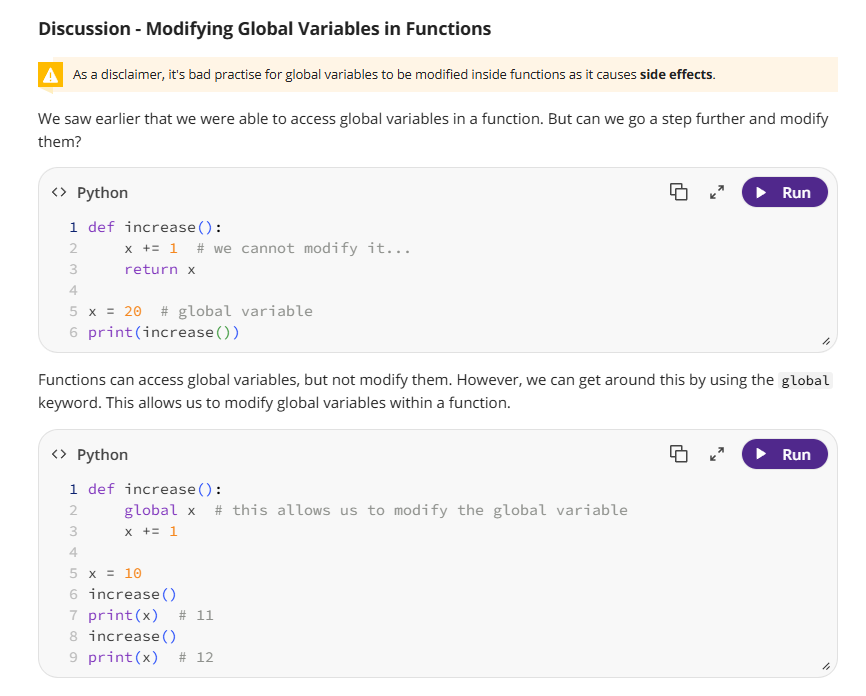 Discussion - Modifying Global Variables in Functions
As a disclaimer, it's bad practise for global variables to be modified inside functions as it causes side effects.
We saw earlier that we were able to access global variables in a function. But can we go a step further and modify
them?
<> Python
Run
1 def increase():
2     x += 1  # we cannot modify it...
3     return x
4
5 x = 20  # global variable
6 print(increase())
Functions can access global variables, but not modify them. However, we can get around this by using the global
keyword. This allows us to modify global variables within a function.
<> Python
Run
1 def increase():
2     global x  # this allows us to modify the global variable
3     x += 1
4
5 x = 10
6 increase()
7 print(x)  # 11
8 increase()
9 print(x)  # 12